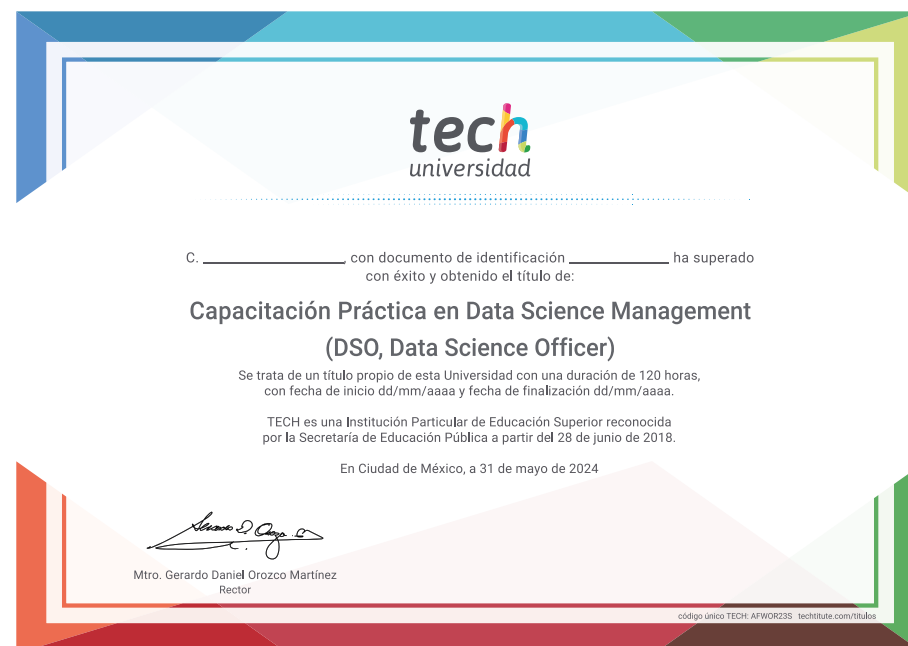 tech
universidad
C. ____________, con documento de identificación ____________ ha superado
con éxito y obtenido el título de:
Capacitación Práctica en Data Science Management
(DSO, Data Science Officer)
Se trata de un título propio de esta Universidad con una duración de 120 horas,
con fecha de inicio dd/mm/aaaa y fecha de finalización dd/mm/aaaa.
TECH es una Institución Particular de Educación Superior reconocida
por la Secretaría de Educación Pública a partir del 28 de junio de 2018.
En Ciudad de México, a 31 de mayo de 2024
Mtro. Gerardo Daniel Orozco Martínez
Rector
código único TECH: AFWOR23S techtitute.com/titulos